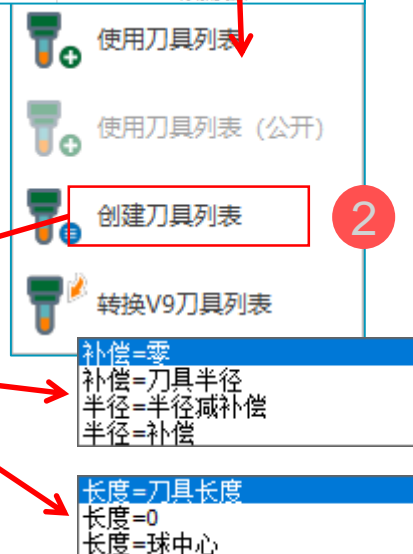 使用刀具列表
使用刀具列表（公开）
创建刀具列表
2
转换V9刀具列表
补偿=零
补偿=刀具半径
半径=半径减补偿
半径=补偿
长度=刀具长度
长度=0
长度=球中心